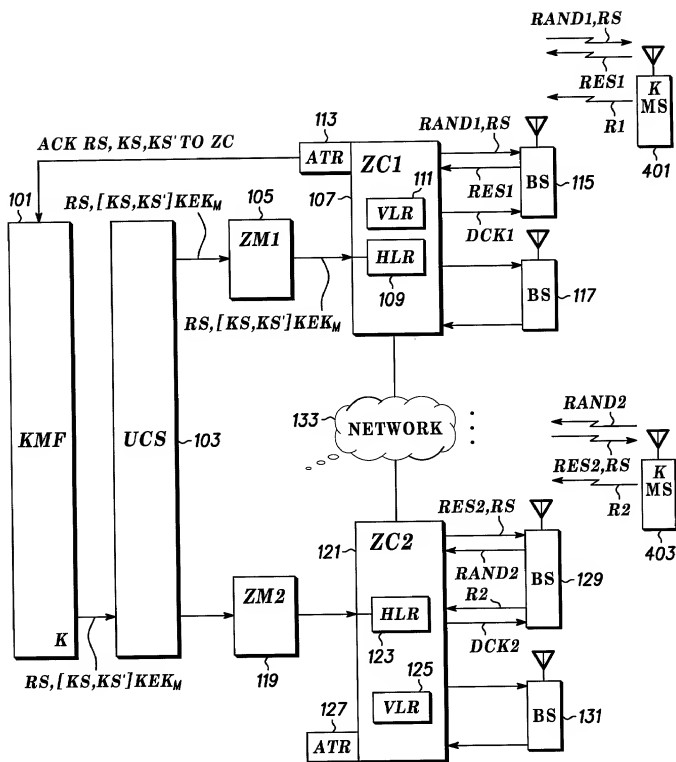 RAND1,RS
RES1
R1
K
MS
401
113
ATR
ACK RS, KS,KS' TO ZC
ZC1
RAND1,RS
RES1
DCK1
BS
115
101
RS,[KS,KS']KEKM
105
ZM1
107
111
VLR
HLR
109
BS
117
RS,[KS,KS']KEKM
KMF
UCS
103
133
NETWORK
RAND2
RES2,RS
R2
K
MS
403
121
ZC2
RES2,RS
RAND2
R2
DCK2
BS
129
ZM2
119
HLR
123
K
RS,[KS,KS']KEKM
125
VLR
127
ATR
BS
131